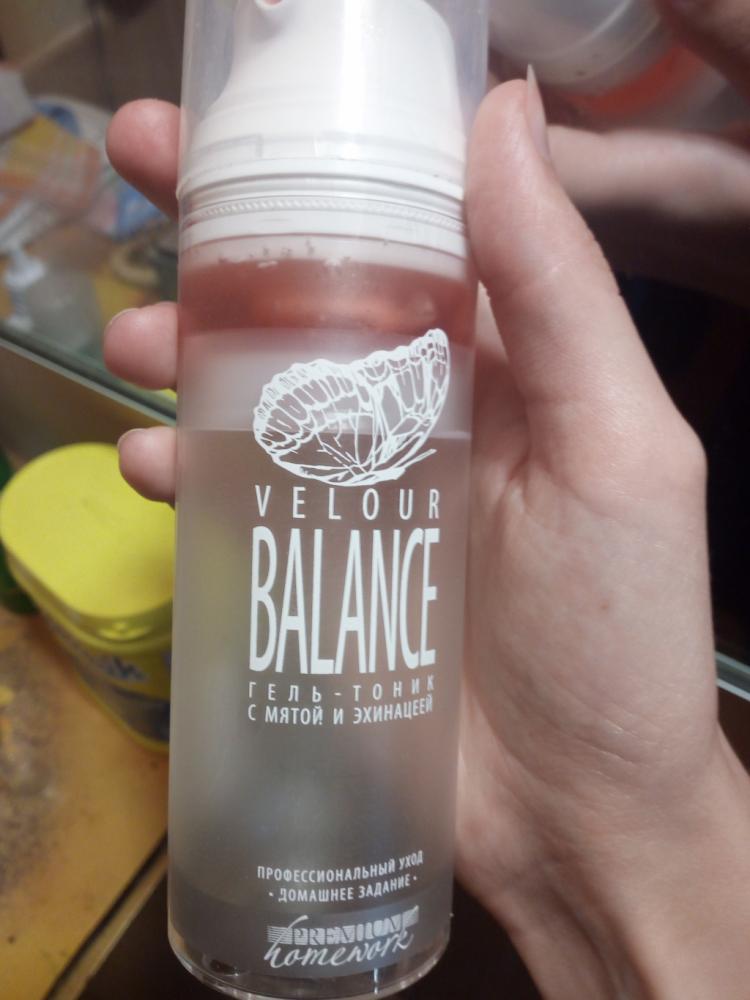 VELOUR
BALANCE
ГЕЛЬ-ТОНИК
С МЯТОЙ И ЭХИНАЦЕЕЙ
ПРОФЕССИОНАЛЬНЫЙ УХОД
• ДОМАШНЕЕ ЗАДАНИЕ •
PREMIUM
homework